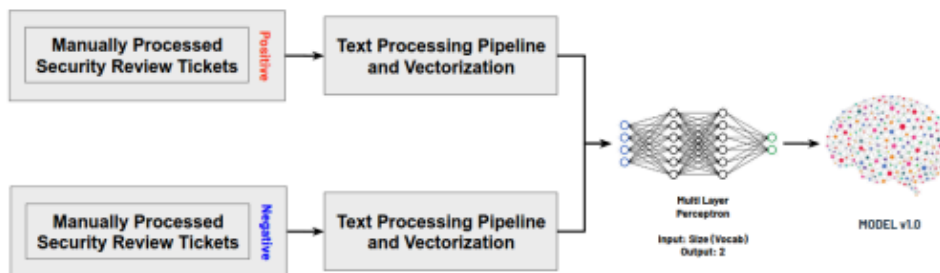 Manually Processed
Security Review Tickets
Positive
Text Processing Pipeline
and Vectorization
Manually Processed
Security Review Tickets
Negative
Text Processing Pipeline
and Vectorization
Multi Layer
Perceptron
Input: Size(Vocab)
Output: 2
MODEL v1.0